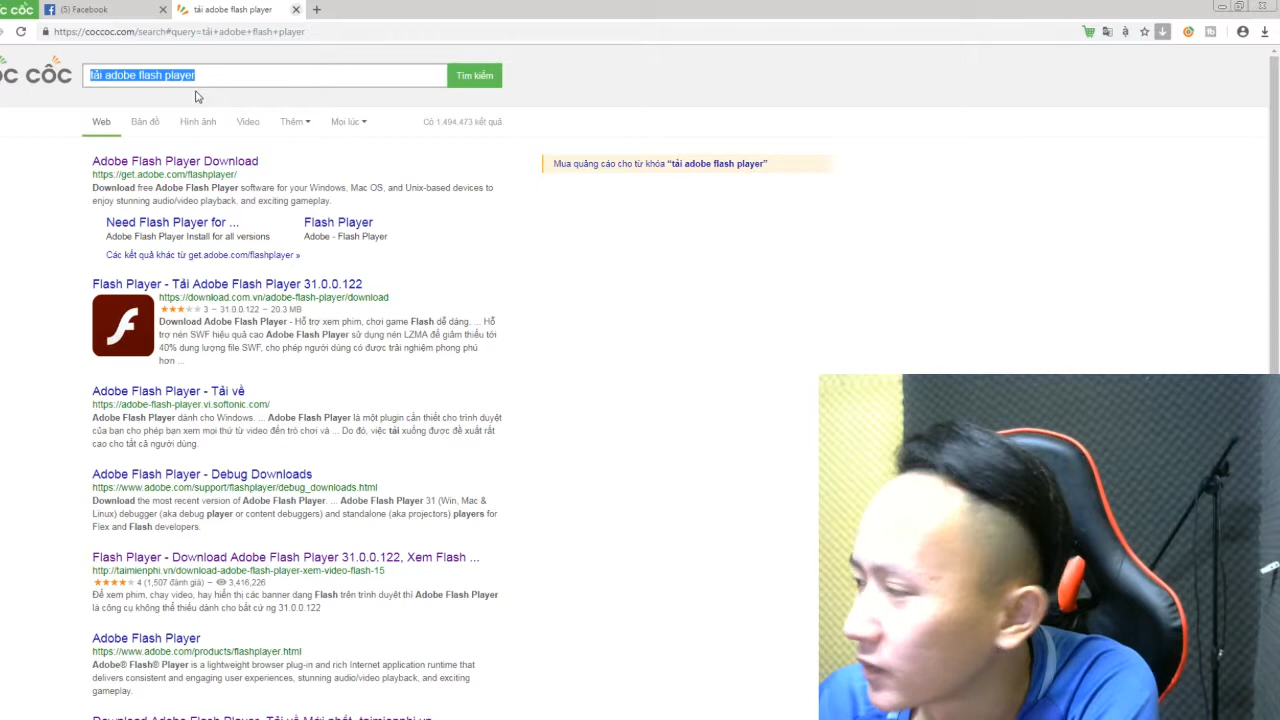 ốc cốc
(5) Facebook
tải adobe flash player
https://coccoc.com/search#query=tải+adobe+flash+player
ốc cốc
tải adobe flash player
Tìm kiếm
Web
Bản đồ
Hình ảnh
Video
Thêm
Mọi lúc
Có 1.494.473 kết quả
Adobe Flash Player Download
https://get.adobe.com/flashplayer/
Download free Adobe Flash Player software for your Windows, Mac OS, and Unix-based devices to
enjoy stunning audio/video playback, and exciting gameplay.
Need Flash Player for ...
Flash Player
Adobe Flash Player Install for all versions
Adobe - Flash Player
Các kết quả khác từ get.adobe.com/flashplayer »
Mua quảng cáo cho từ khóa “tải adobe flash player”
Flash Player - Tải Adobe Flash Player 31.0.0.122
https://download.com.vn/adobe-flash-player/download
3 – 31.0.0.122 – 20.3 MB
Download Adobe Flash Player - Hỗ trợ xem phim, chơi game Flash dễ dàng. ... Hỗ
trợ nén SWF hiệu quả cao Adobe Flash Player sử dụng nén LZMA để giảm thiểu tới
40% dung lượng file SWF, cho phép người dùng có được trải nghiệm phong phú
hơn ...
Adobe Flash Player - Tải về
https://adobe-flash-player.vi.softonic.com/
Adobe Flash Player dành cho Windows. ... Adobe Flash Player là một plugin cần thiết cho trình duyệt
của bạn cho phép bạn xem mọi thứ từ video đến trò chơi và ... Do đó, việc tải xuống được đề xuất rất
cao cho tất cả người dùng.
Adobe Flash Player - Debug Downloads
https://www.adobe.com/support/flashplayer/debug_downloads.html
Download the most recent version of Adobe Flash Player. ... Adobe Flash Player 31 (Win, Mac &
Linux) debugger (aka debug player or content debuggers) and standalone (aka projectors) players for
Flex and Flash developers.
Flash Player - Download Adobe Flash Player 31.0.0.122, Xem Flash ...
http://taimienphi.vn/download-adobe-flash-player-xem-video-flash-15
4 (1,507 đánh giá) – 3,416,226
Để xem phim, chạy video, hay hiển thị các banner dạng Flash trên trình duyệt thì Adobe Flash Player
là công cụ không thể thiếu dành cho bất cứ ng 31.0.0.122
Adobe Flash Player
https://www.adobe.com/products/flashplayer.html
Adobe® Flash® Player is a lightweight browser plug-in and rich Internet application runtime that
delivers consistent and engaging user experiences, stunning audio/video playback, and exciting
gameplay.
Download Adobe Flash Player, Tải về Mới nhất, taimienphi.vn